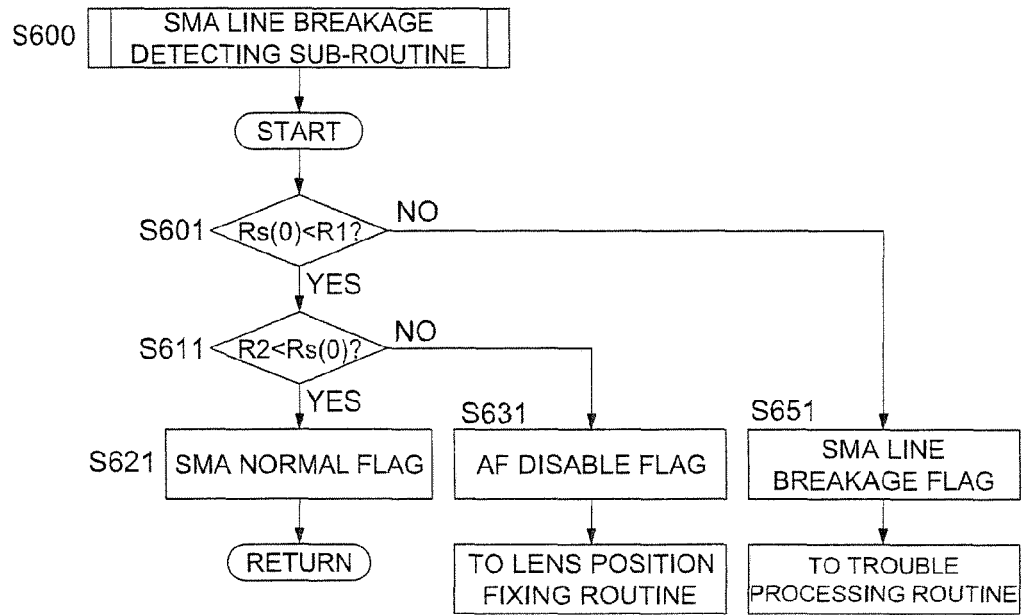 S600
SMA LINE BREAKAGE
DETECTING SUB-ROUTINE
START
S601
Rs(0)<R1?
NO
YES
S611
R2<Rs(0)?
NO
YES
S621
SMA NORMAL FLAG
S631
AF DISABLE FLAG
S651
SMA LINE
BREAKAGE FLAG
RETURN
TO LENS POSITION
FIXING ROUTINE
TO TROUBLE
PROCESSING ROUTINE